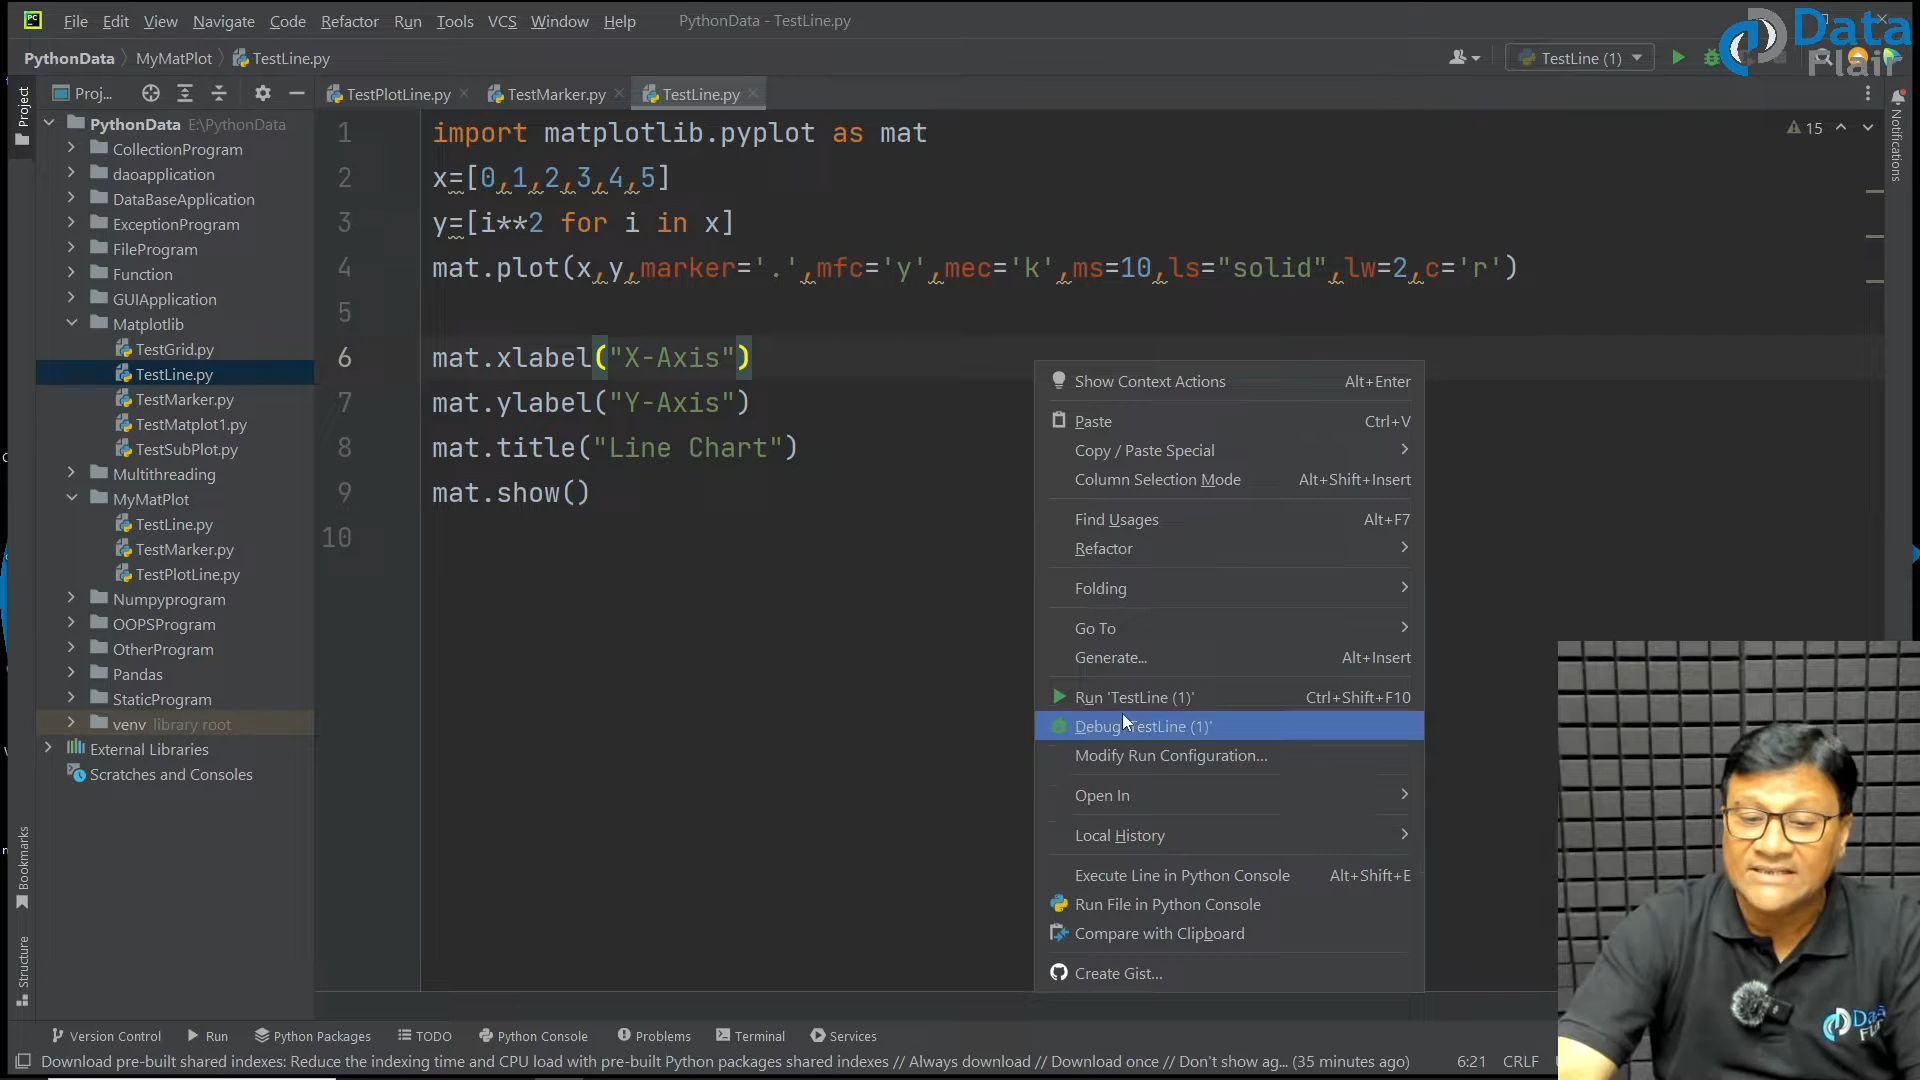 File Edit View Navigate Code Refactor Run Tools VCS Window Help PythonData - TestLine.py
Data
Flair
PythonData MyMatPlot TestLine.py TestLine (1)
Project
Proj... TestPlotLine.py TestMarker.py TestLine.py
Notifications
PythonData E:\PythonData
CollectionProgram
daoapplication
DataBaseApplication
ExceptionProgram
FileProgram
Function
GUIApplication
Matplotlib
TestGrid.py
TestLine.py
TestMarker.py
TestMatplot1.py
TestSubPlot.py
Multithreading
MyMatPlot
TestLine.py
TestMarker.py
TestPlotLine.py
Numpyprogram
OOPSProgram
OtherProgram
Pandas
StaticProgram
venv library root
External Libraries
Scratches and Consoles
15
1 import matplotlib.pyplot as mat
2 x=[0,1,2,3,4,5]
3 y=[i**2 for i in x]
4 mat.plot(x,y,marker='.',mfc='y',mec='k',ms=10,ls="solid",lw=2,c='r')
5
6 mat.xlabel("X-Axis")
7 mat.ylabel("Y-Axis")
8 mat.title("Line Chart")
9 mat.show()
10
Show Context Actions Alt+Enter
Paste Ctrl+V
Copy / Paste Special
Column Selection Mode Alt+Shift+Insert
Find Usages Alt+F7
Refactor
Folding
Go To
Generate... Alt+Insert
Run 'TestLine (1)' Ctrl+Shift+F10
Debug 'TestLine (1)'
Modify Run Configuration...
Open In
Local History
Execute Line in Python Console Alt+Shift+E
Run File in Python Console
Compare with Clipboard
Create Gist...
Bookmarks
Structure
Version Control Run Python Packages TODO Python Console Problems Terminal Services
Download pre-built shared indexes: Reduce the indexing time and CPU load with pre-built Python packages shared indexes // Always download // Download once // Don't show ag... (35 minutes ago) 6:21 CRLF